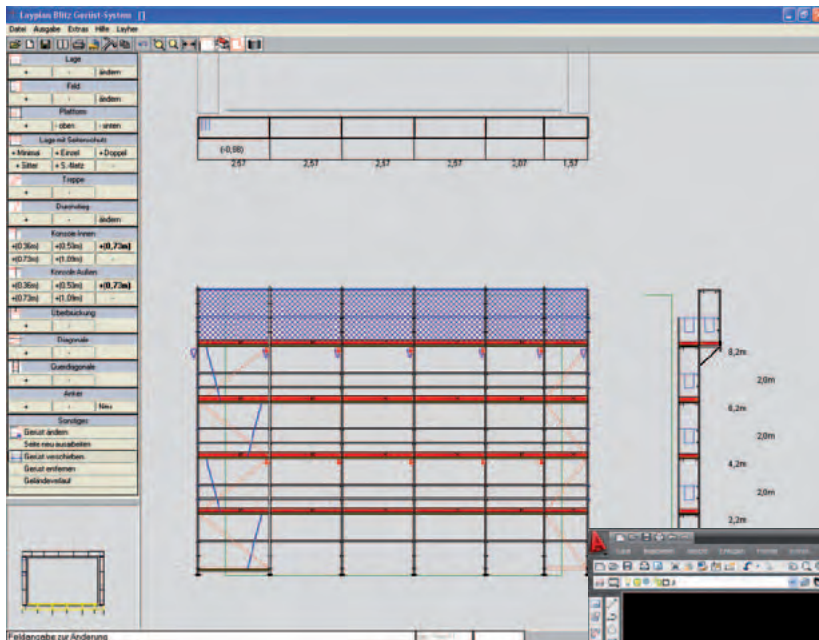 Layplan Blitz Gerüst-System []
Datei Ausgabe Extras Hilfe Layher
Lage
+ - ändern
Feld
+ - ändern
Plattform
+ - oben - unten
Lage mit Seitenschutz
+Minimal +Einzel +Doppel
+ Gitter + S.-Netz -
Treppe
+ -
Durchstieg
+ - ändern
Konsole Innen
+(0.36m) +(0.50m) +(0,73m)
+(0.73m) +(1.09m) -
Konsole Außen
+(0.36m) +(0.50m) +(0,73m)
+(0.73m) +(1.09m) -
Überbrückung
+ -
Diagonale
+ -
Querdiagonale
+ -
Anker
+ - Neu
Sonstiges
Gerüst ändern
Seite neu ausarbeiten
Gerüst verschieben
Gerüst entfernen
Geländeverlauf
(-0,88)
2,57 2,57 2,57 2,57 2,07 1,57
8,2m
2,0m
6,2m
2,0m
4,2m
2,0m
2,2m
Feldangabe zur Änderung